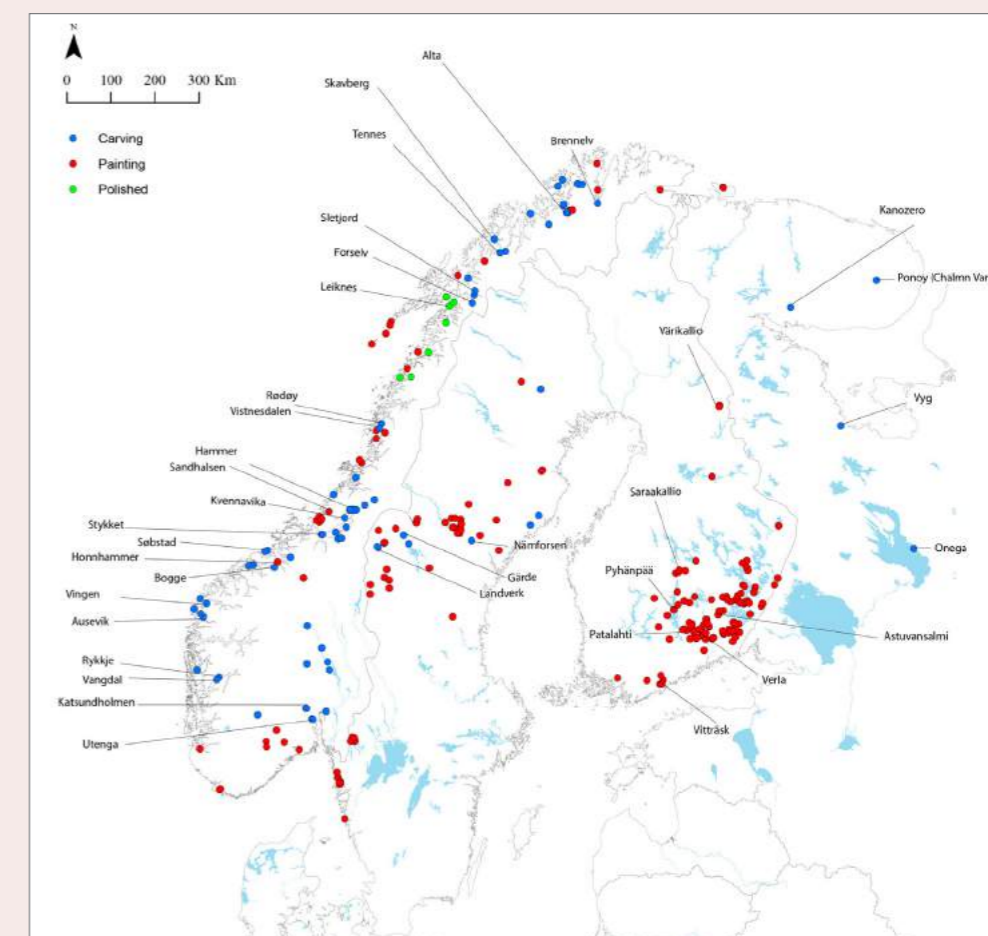 N
0 100 200 300 Km
Carving
Painting
Polished
Alta
Skavberg
Tennes
Brennelv
Sletjord
Forselv
Leiknes
Kanozero
Ponoy (Chalmn Var
Värikallio
Rødøy
Vistnesdalen
Vyg
Hammer
Sandhalsen
Kvennavika
Saraakallio
Stykket
Søbstad
Honnhammer
Bogge
Nämforsen
Onega
Gärde
Pyhänpää
Landverk
Vingen
Ausevik
Patalahti
Astuvansalmi
Rykkje
Vangdal
Verla
Katsundholmen
Vitträsk
Utenga